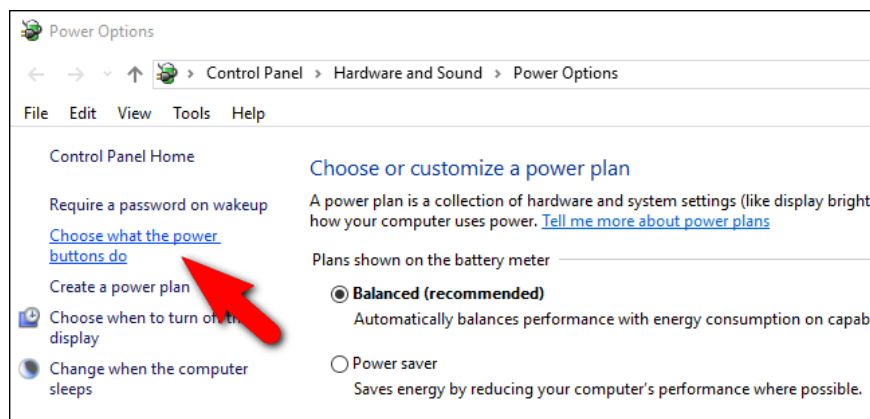 Power Options
Control Panel > Hardware and Sound > Power Options
File Edit View Tools Help
Control Panel Home
Require a password on wakeup
Choose what the power
buttons do
Create a power plan
Choose when to turn off the
display
Change when the computer
sleeps
Choose or customize a power plan
A power plan is a collection of hardware and system settings (like display bright
how your computer uses power. Tell me more about power plans
Plans shown on the battery meter
Balanced (recommended)
Automatically balances performance with energy consumption on capab
Power saver
Saves energy by reducing your computer's performance where possible.